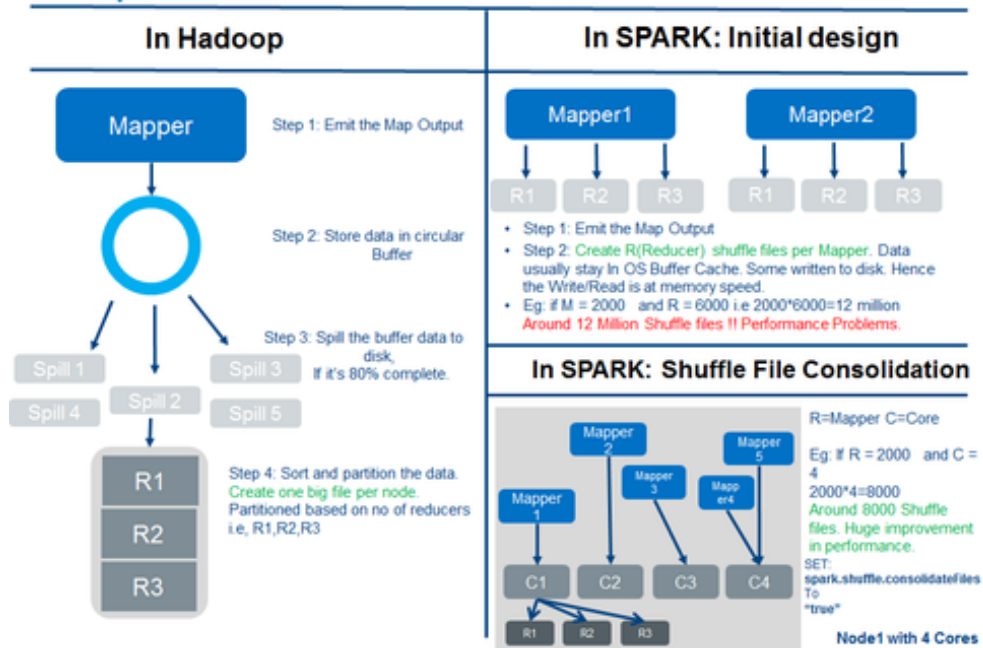 In Hadoop
Mapper
Step 1: Emit the Map Output
Step 2: Store data in circular
Buffer
Step 3: Spill the buffer data to
disk,
If it's 80% complete.
Spill 1
Spill 3
Spill 2
Spill 4
Spill 5
R1
R2
R3
Step 4: Sort and partition the data.
Create one big file per node.
Partitioned based on no of reducers
i.e, R1,R2,R3
In SPARK: Initial design
Mapper1
Mapper2
R1
R2
R3
R1
R2
R3
• Step 1: Emit the Map Output
• Step 2: Create R(Reducer) shuffle files per Mapper. Data
usually stay In OS Buffer Cache. Some written to disk. Hence
the Write/Read is at memory speed.
• Eg: if M = 2000 and R = 6000 i.e 2000*6000=12 million
Around 12 Million Shuffle files !! Performance Problems.
In SPARK: Shuffle File Consolidation
Mapper
1
Mapper
2
Mapper
3
Mapp
er4
Mapper
5
C1
C2
C3
C4
R1
R2
R3
R=Mapper C=Core
Eg: If R = 2000 and C =
4
2000*4=8000
Around 8000 Shuffle
files. Huge improvement
in performance.
SET:
spark.shuffle.consolidateFiles
To
"true"
Node1 with 4 Cores